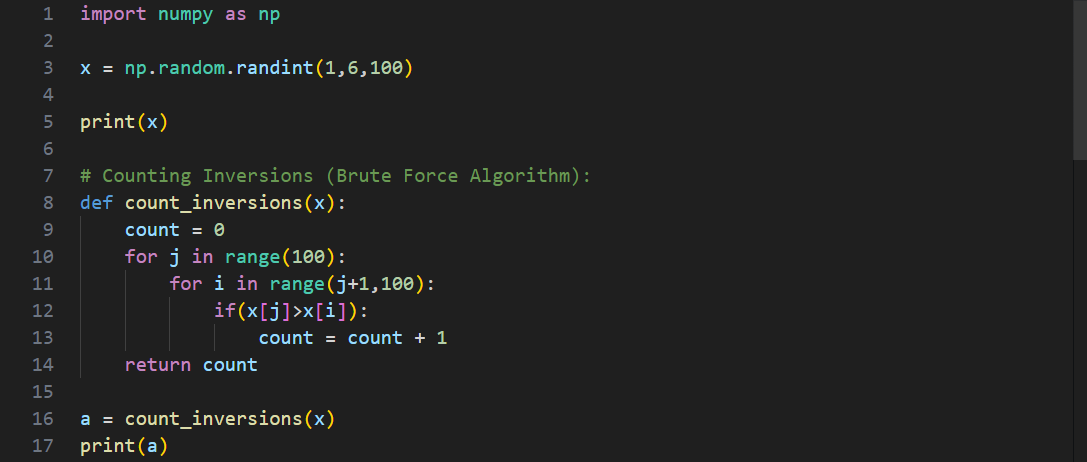 1 import numpy as np
2
3 x = np.random.randint(1,6,100)
4
5 print(x)
6
7 # Counting Inversions (Brute Force Algorithm):
8 def count_inversions(x):
9     count = 0
10     for j in range(100):
11         for i in range(j+1,100):
12             if(x[j]>x[i]):
13                 count = count + 1
14     return count
15
16 a = count_inversions(x)
17 print(a)